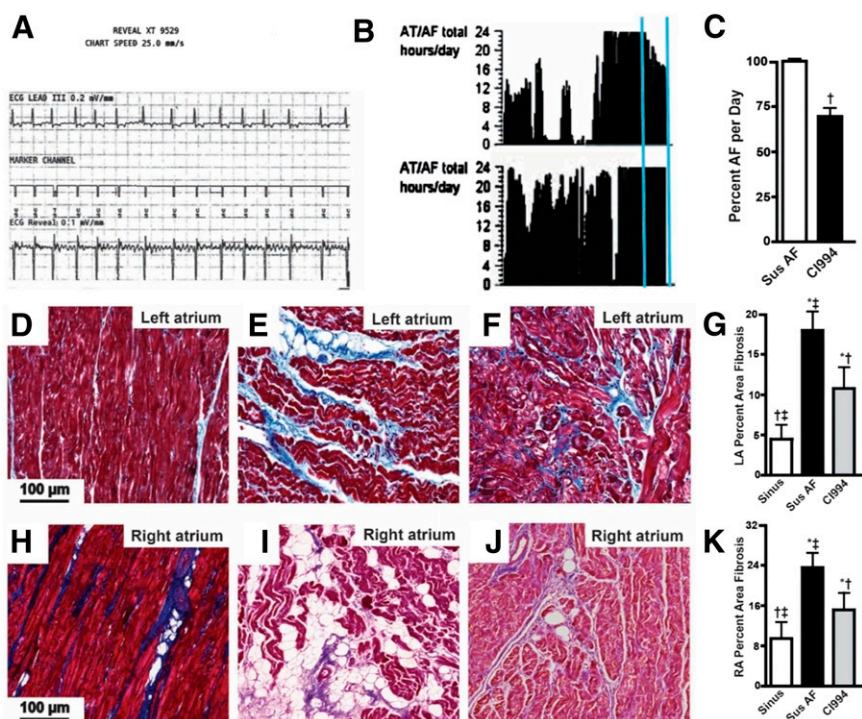 A
REVEAL XT 9529
CHART SPEED 25.0 mm/s
ECG LEAD III 0.2 mV/mm
MARKER CHANNEL
ECG Reveal 0.1 mV/mm
B
AT/AF total
hours/day
24
20
16
12
8
4
0
AT/AF total
hours/day
24
20
16
12
8
4
0
C
Percent AF per Day
100
75
50
25
0
†
Sus AF
CI994
D
Left atrium
100 µm
E
Left atrium
F
Left atrium
G
LA Percent Area Fibrosis
20
15
10
5
0
†‡
*‡
*†
Sinus
Sus AF
CI994
H
Right atrium
100 µm
I
Right atrium
J
Right atrium
K
RA Percent Area Fibrosis
32
24
16
8
0
†‡
*‡
*†
Sinus
Sus AF
CI994